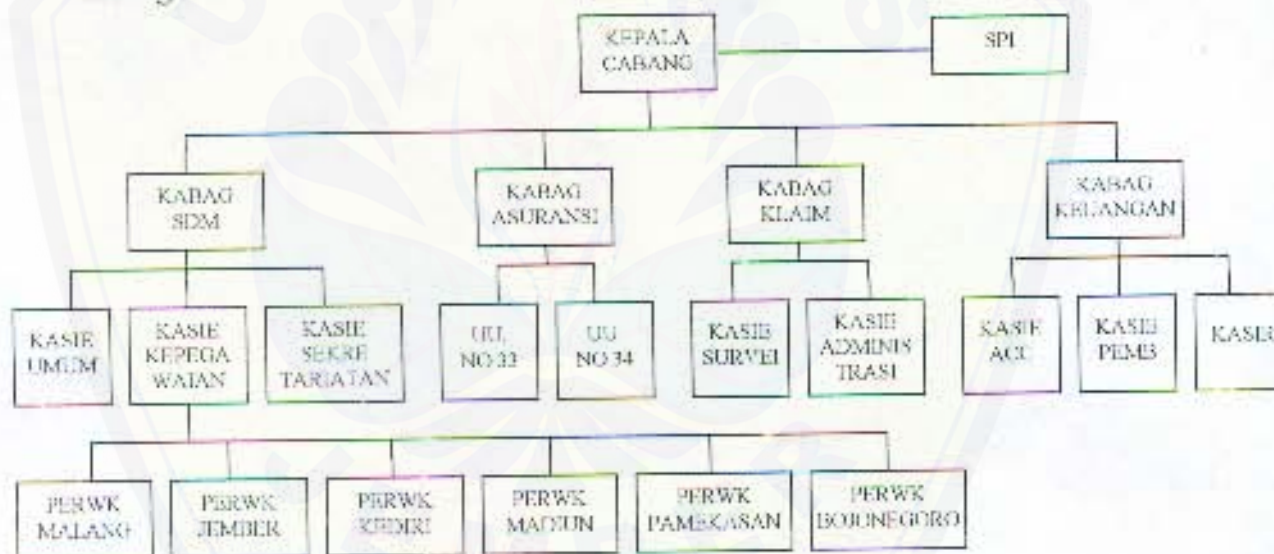 KEPALA
CABANG
SPI
KABAG
SDM
KABAG
ASURANSI
KABAG
KLAIM
KABAG
KEUANGAN
KASIE
UMUM
KASIE
KEPEGA
WAIAN
KASIE
SEKRE
TARIATAN
UU
NO 33
UU
NO 34
KASIE
SURVEI
KASIE
ADMINIS
TRASI
KASIE
ACC
KASIE
PEMB
PERWK
MALANG
PERWK
JEMBER
PERWK
KEDIRI
PERWK
MADIUN
PERWK
PAMEKASAN
PERWK
BOJONEGORO